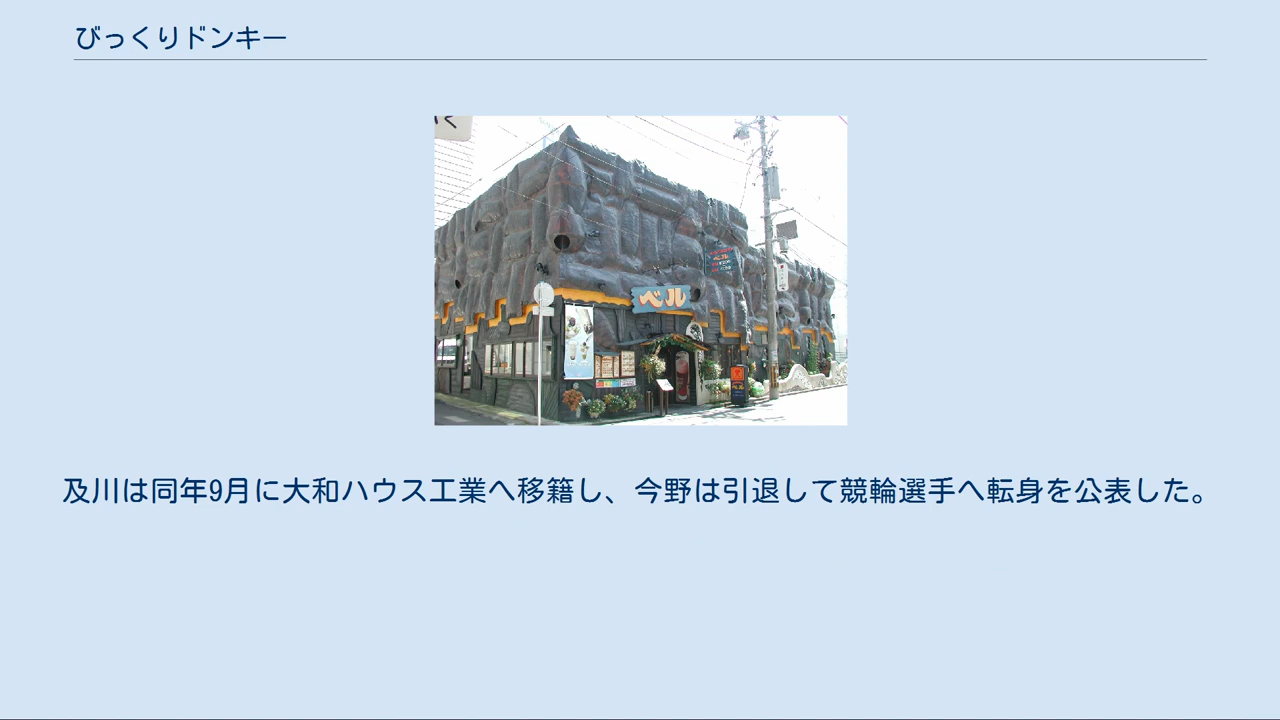 びっくりドンキー
ベル
及川は同年9月に大和ハウス工業へ移籍し、今野は引退して競輪選手へ転身を公表した。